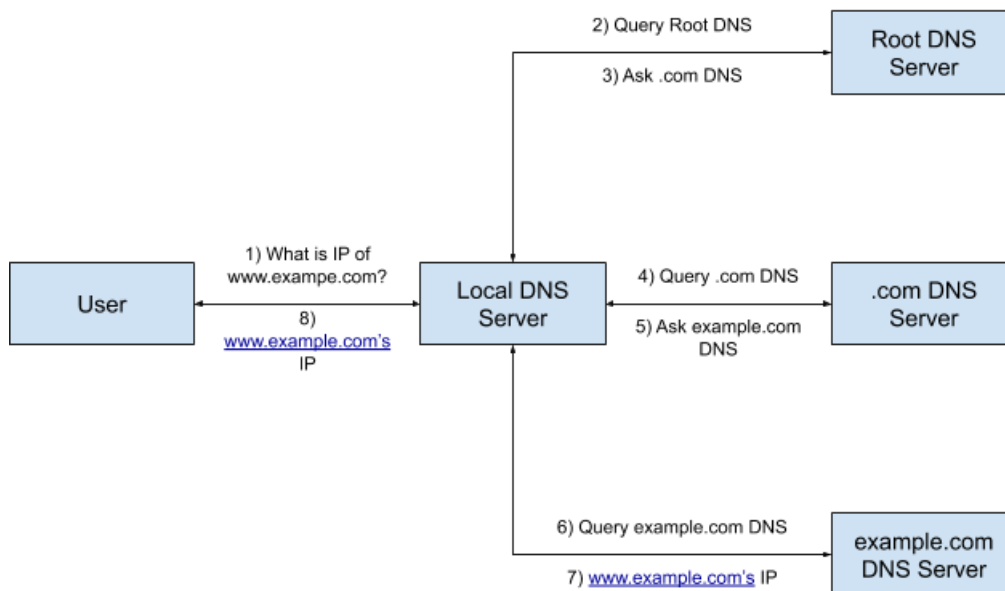 2) Query Root DNS
3) Ask .com DNS
Root DNS
Server
1) What is IP of
www.exampe.com?
User
8)
www.example.com's
IP
Local DNS
Server
4) Query .com DNS
5) Ask example.com
DNS
.com DNS
Server
6) Query example.com DNS
7) www.example.com's IP
example.com
DNS Server